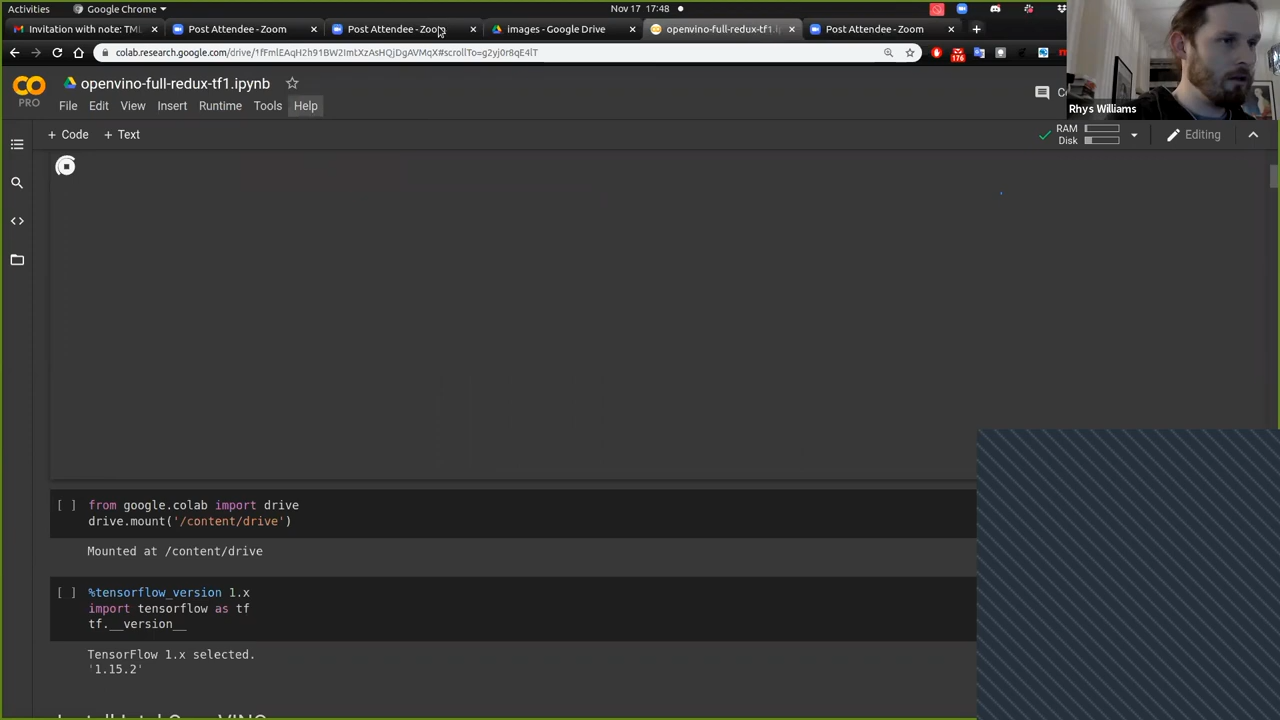 Activities
Google Chrome
Nov 17 17:48
Invitation with note: TML
Post Attendee - Zoom
Post Attendee - Zoom
images - Google Drive
openvino-full-redux-tf1.ip
Post Attendee - Zoom
colab.research.google.com/drive/1fFmlEAqH2h91BW2ImtXzAsHQjDgAVMqX#scrollTo=g2yj0r8qE4lT
176
Rhys Williams
CO
PRO
openvino-full-redux-tf1.ipynb
File Edit View Insert Runtime Tools Help
+ Code + Text
RAM
Disk
Editing
[ ] from google.colab import drive
drive.mount('/content/drive')
Mounted at /content/drive
[ ] %tensorflow_version 1.x
import tensorflow as tf
tf.__version__
TensorFlow 1.x selected.
'1.15.2'